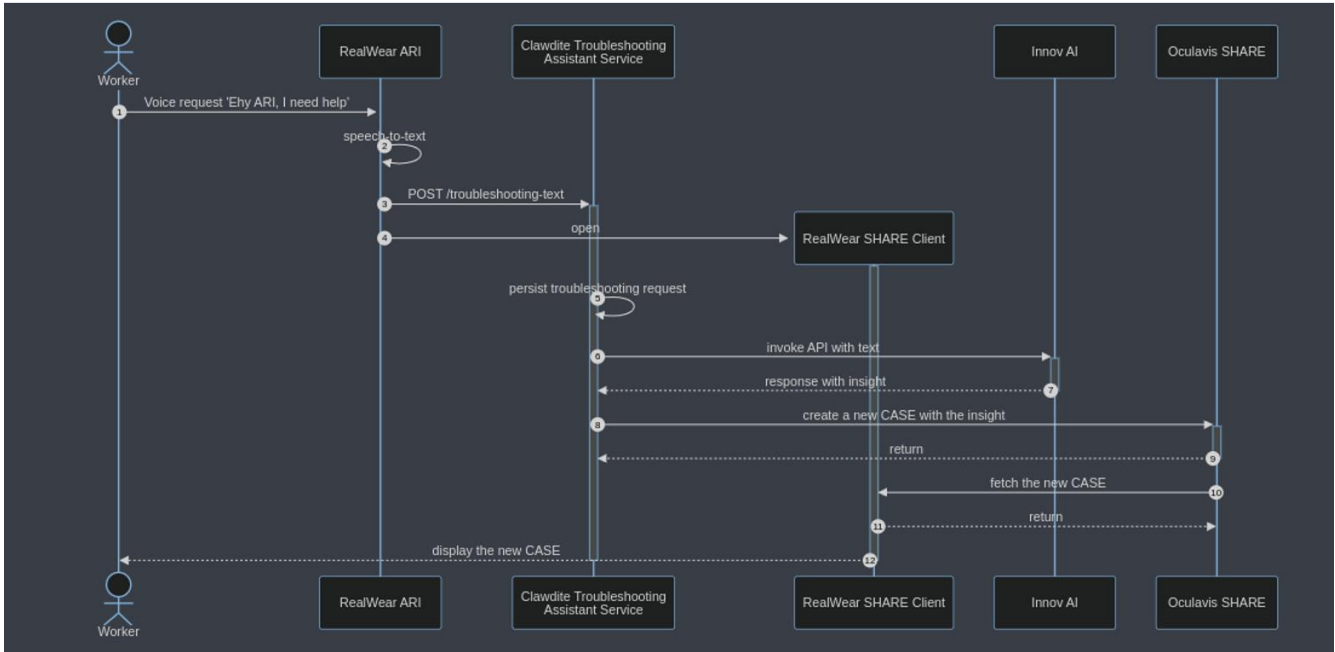 RealWear ARI
Clawdite Troubleshooting
Assistant Service
Innov AI
Oculavis SHARE
Worker
1
Voice request 'Ehy ARI, I need help'
speech-to-text
2
POST /troubleshooting-text
3
open
4
RealWear SHARE Client
persist troubleshooting request
5
invoke API with text
6
response with insight
7
create a new CASE with the insight
8
return
9
fetch the new CASE
10
return
11
display the new CASE
12
Worker
RealWear ARI
Clawdite Troubleshooting
Assistant Service
RealWear SHARE Client
Innov AI
Oculavis SHARE